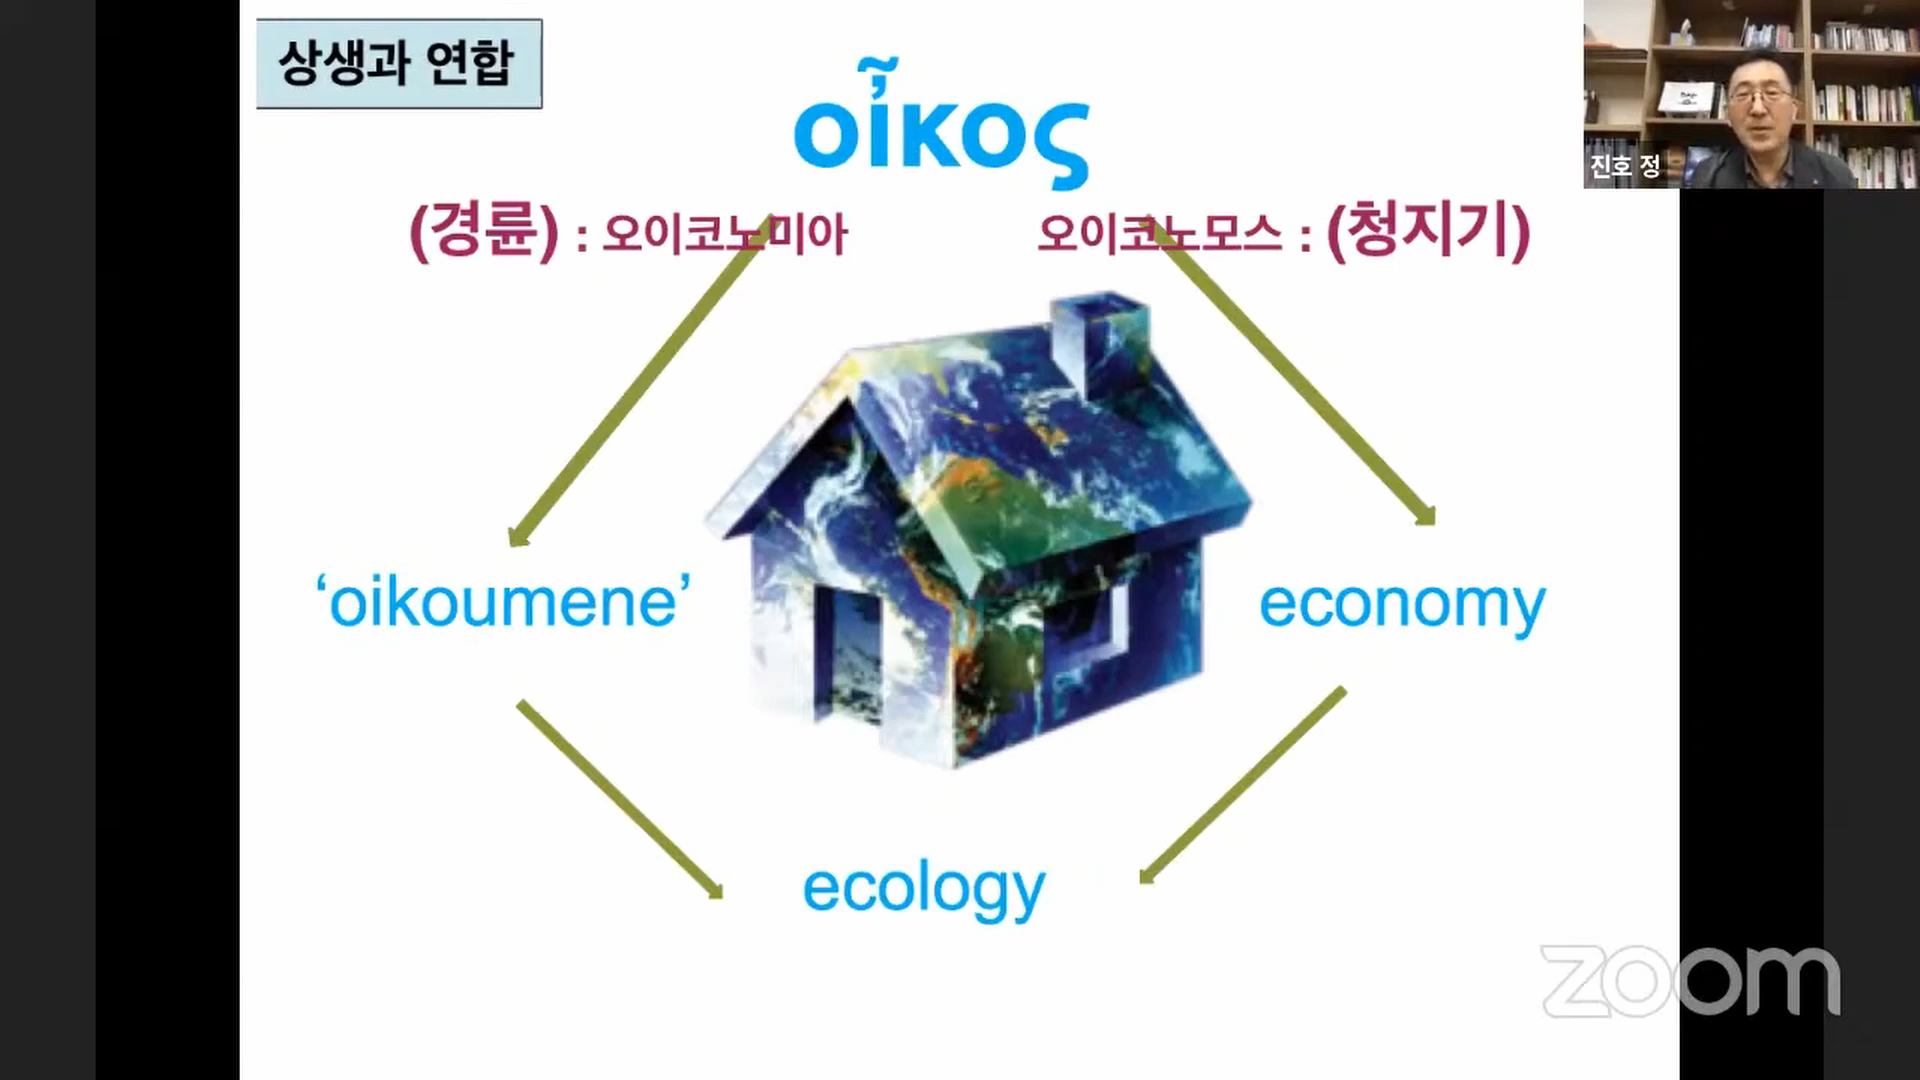 상생과 연합
οἶκος
진호 정
(경륜) : 오이코노미아
오이코노모스 : (청지기)
‘oikoumene’
economy
ecology
zoom